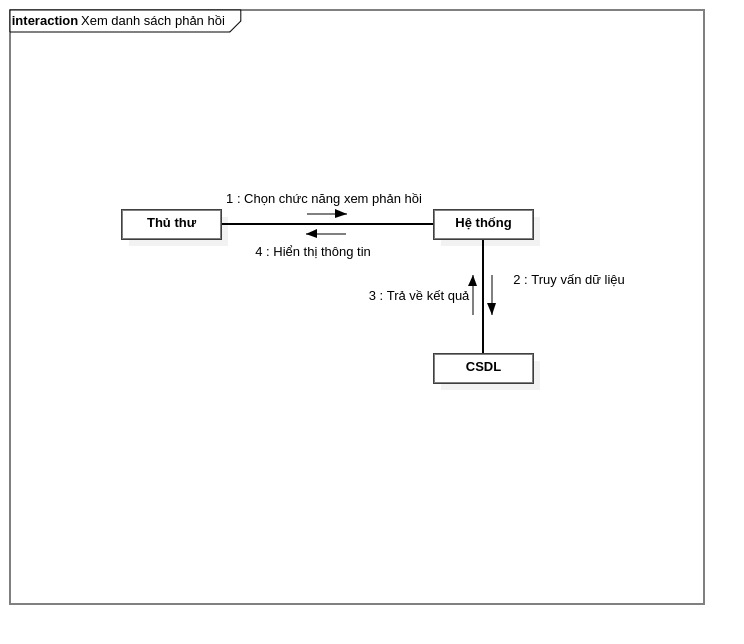 interaction Xem danh sách phản hồi
1 : Chọn chức năng xem phản hồi
Thủ thư
Hệ thống
4 : Hiển thị thông tin
2 : Truy vấn dữ liệu
3 : Trả về kết quả
CSDL